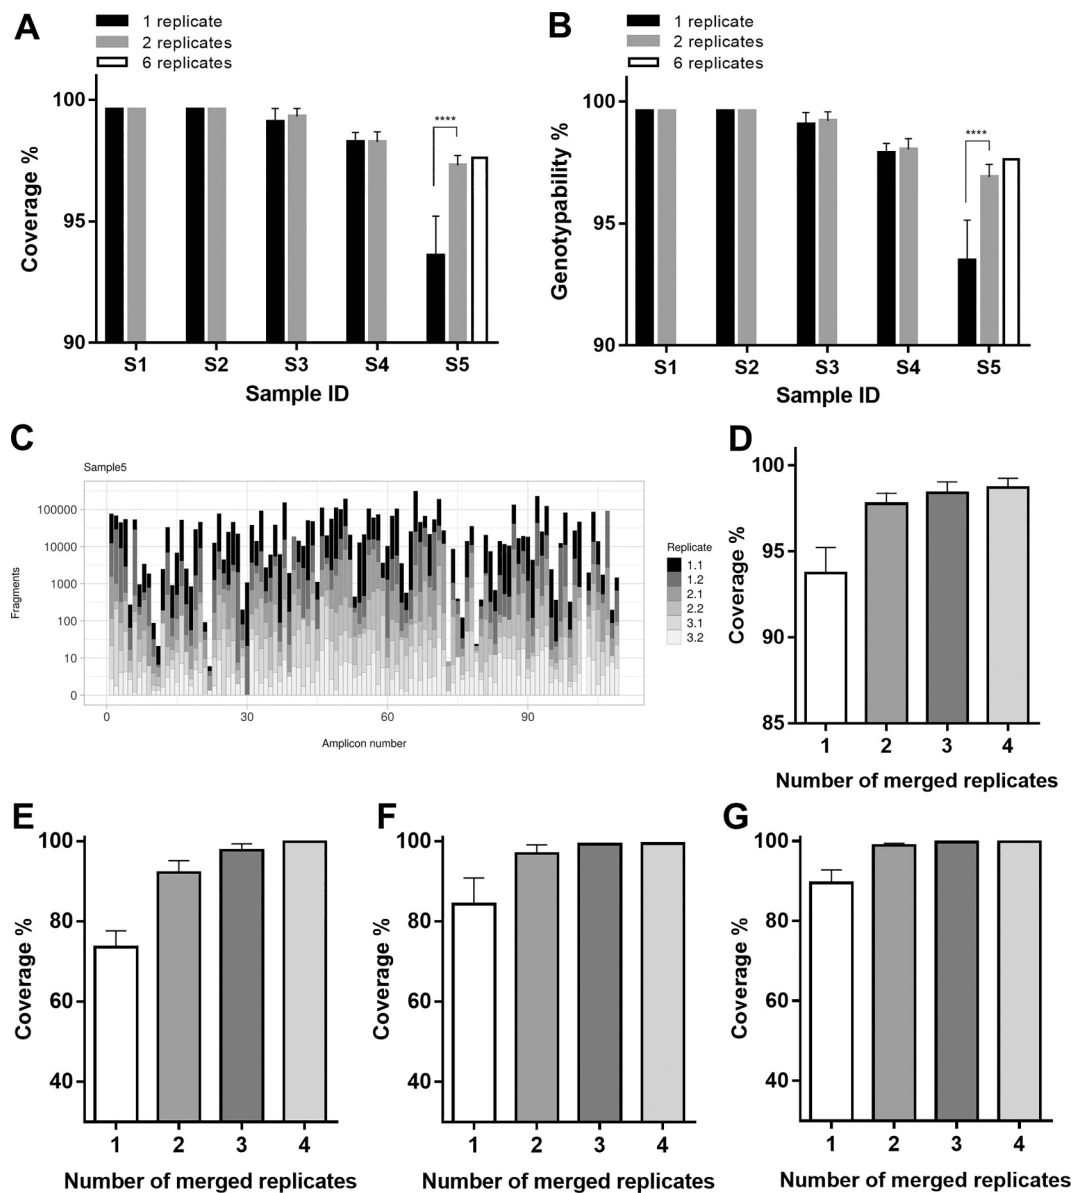 A
1 replicate
2 replicates
6 replicates
100
95
90
Coverage %
****
S1 S2 S3 S4 S5
Sample ID
B
1 replicate
2 replicates
6 replicates
100
95
90
Genotypability %
****
S1 S2 S3 S4 S5
Sample ID
C
Sample5
100000
10000
1000
100
10
0
Fragments
0 30 60 90
Amplicon number
Replicate
1.1
1.2
2.1
2.2
3.1
3.2
D
100
95
90
85
Coverage %
1 2 3 4
Number of merged replicates
E
100
80
60
40
Coverage %
1 2 3 4
Number of merged replicates
F
100
80
60
40
Coverage %
1 2 3 4
Number of merged replicates
G
100
80
60
40
Coverage %
1 2 3 4
Number of merged replicates